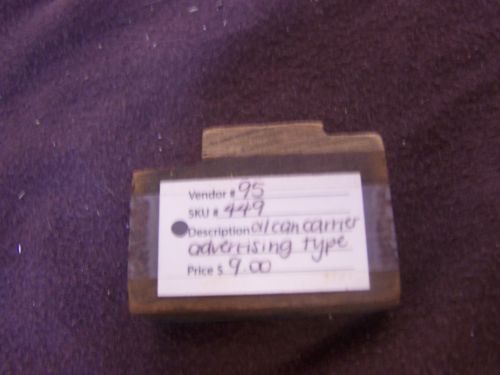 Vendor # 95
SKU # 449
Description oil can carrier
advertising type
Price $ 9.00